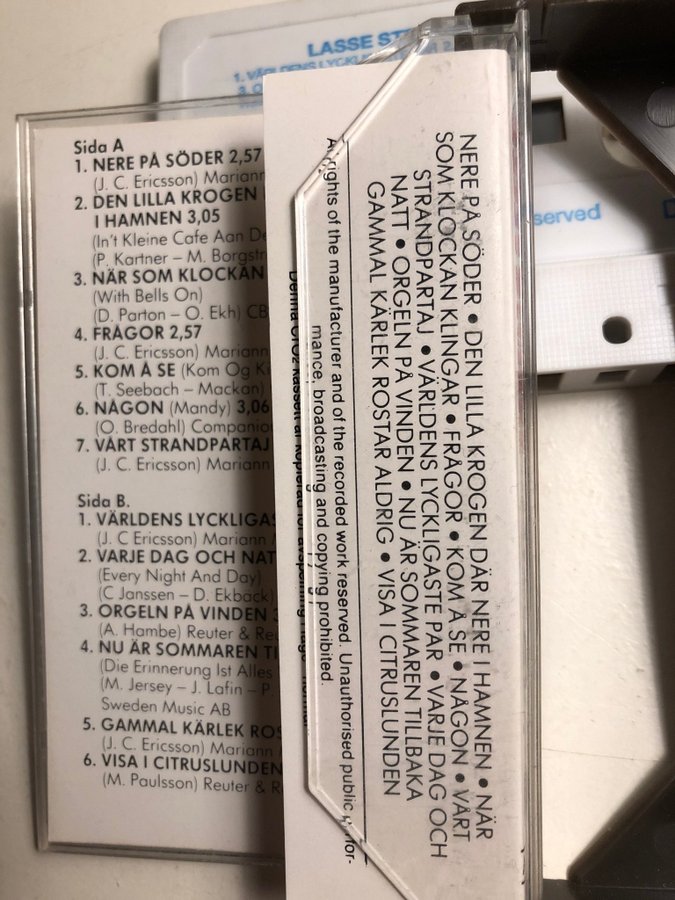 LASSE
1. VÄRLDENS
Sida A
1. NERE PÅ SÖDER 2,57
(J. C. Ericsson) Mariann
2. DEN LILLA KROGEN
I HAMNEN 3,05
(In't Kleine Cafe Aan De
(P. Kartner – M. Borgstr
3. NÄR SOM KLOCKAN
(With Bells On)
(D. Parton – O. Ekh) CB
4. FRÅGOR 2,57
(J. C. Ericsson) Mariann
5. KOM Å SE (Kom Og K
(T. Seebach – Mackan)
6. NÅGON (Mandy) 3,06
(O. Bredahl) Compania
7. VÅRT STRANDPARTAJ
(J. C. Ericsson) Mariann
Sida B.
1. VÄRLDENS LYCKLIGAS
(J. C Ericsson) Mariann
2. VARJE DAG OCH NAT
(Every Night And Day)
(C Janssen – D. Ekback)
3. ORGELN PÅ VINDEN
(A. Hambe) Reuter & Re
4. NU ÄR SOMMAREN TI
(Die Erinnerung Ist Alles
(M. Jersey – J. Lafin – P.
Sweden Music AB
5. GAMMAL KÄRLEK ROS
(J. C. Ericsson) Mariann
6. VISA I CITRUSLUNDEN
(M. Paulsson) Reuter & R
NERE PÅ SÖDER • DEN LILLA KROGEN DÄR NERE I HAMNEN • NÄR
SOM KLOCKAN KLINGAR • FRÅGOR • KOM Å SE • NÅGON • VÅRT
STRANDPARTAJ • VÄRLDENS LYCKLIGASTE PAR • VARJE DAG OCH
NATT • ORGELN PÅ VINDEN • NU ÄR SOMMAREN TILLBAKA
GAMMAL KÄRLEK ROSTAR ALDRIG • VISA I CITRUSLUNDEN
All rights of the manufacturer and of the recorded work reserved. Unauthorised public perfor-
mance, broadcasting and copying prohibited.
served